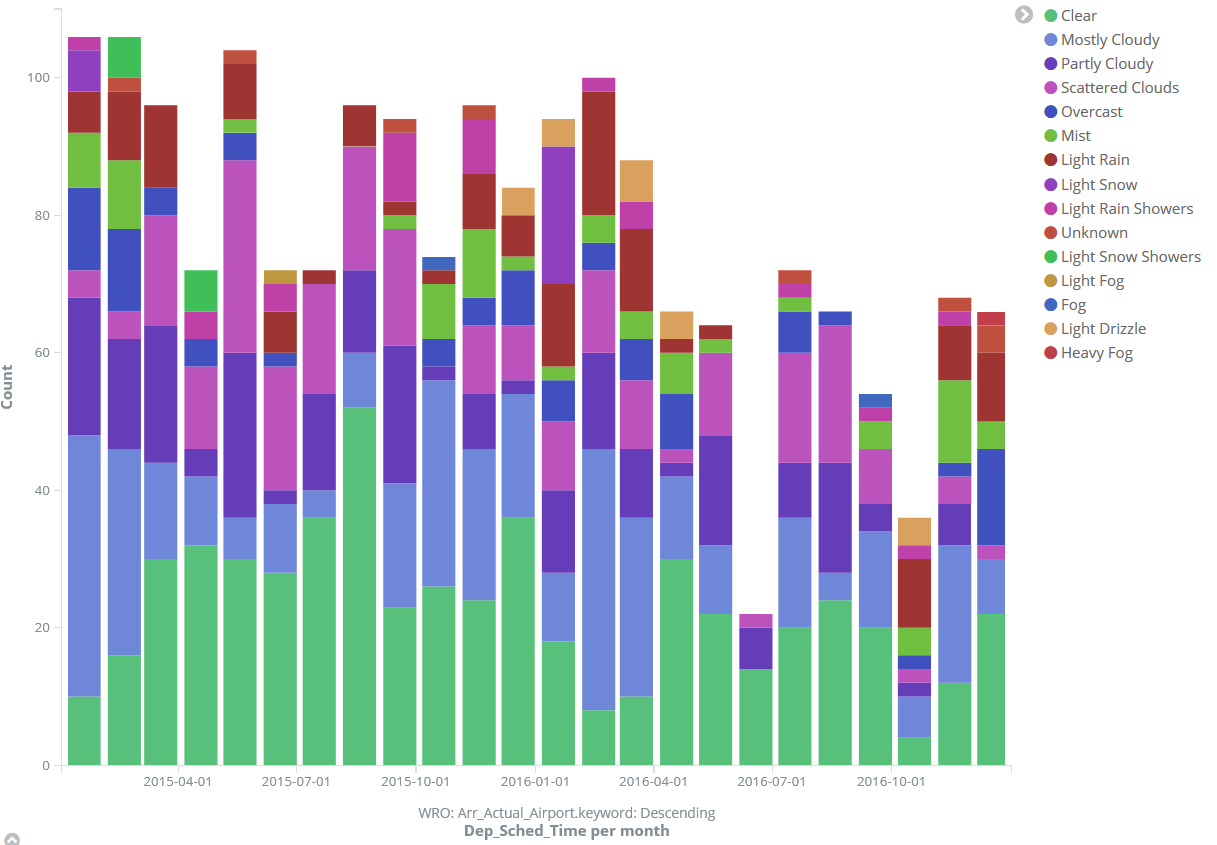 100
80
60
40
20
0
Count
2015-04-01
2015-07-01
2015-10-01
2016-01-01
2016-04-01
2016-07-01
2016-10-01
WRO: Arr_Actual_Airport.keyword: Descending
Dep_Sched_Time per month
Clear
Mostly Cloudy
Partly Cloudy
Scattered Clouds
Overcast
Mist
Light Rain
Light Snow
Light Rain Showers
Unknown
Light Snow Showers
Light Fog
Fog
Light Drizzle
Heavy Fog